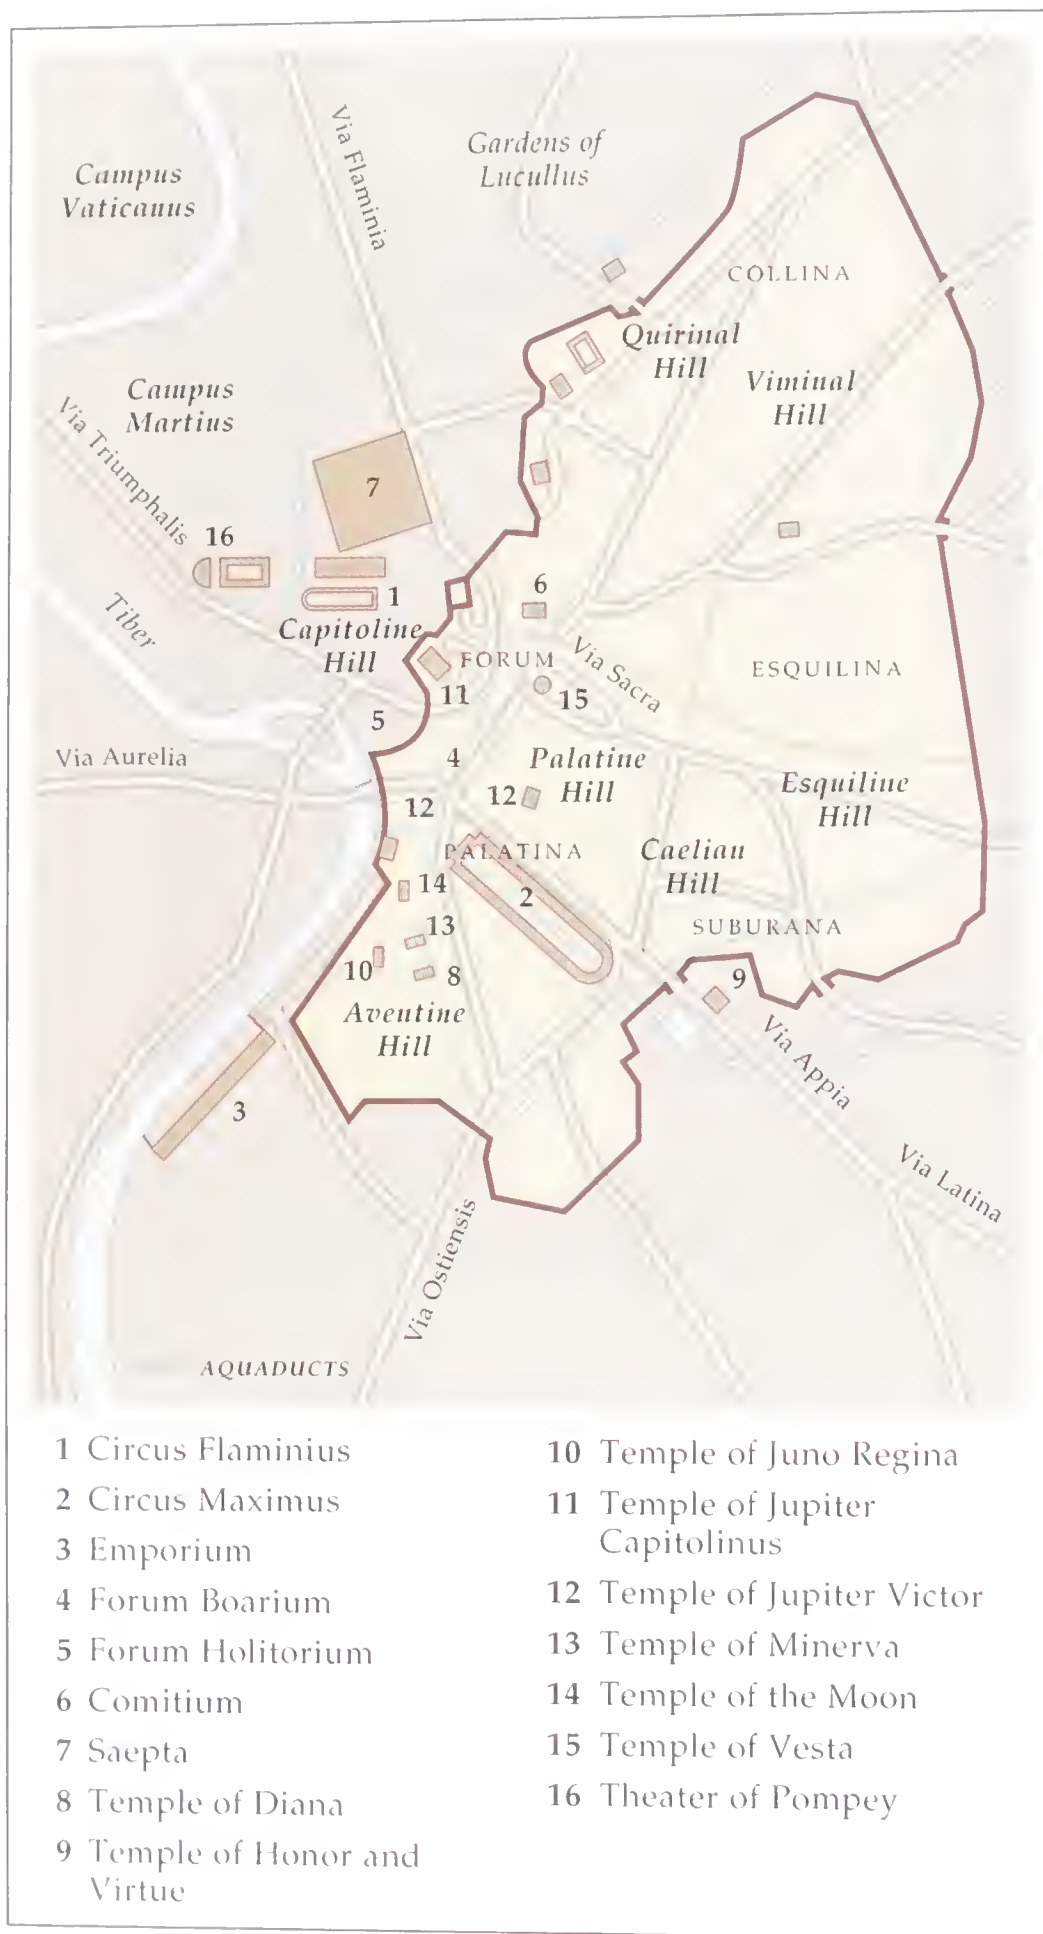 Campus
Vaticanus
Via Flaminia
Gardens of
Lucullus
COLLINA
Quirinal
Hill
Viminal
Hill
Campus
Martius
Via Triumphalis
7
16
1
6
Tiber
Capitoline
Hill
FORUM
Via Sacra
ESQUILINA
11
15
5
Via Aurelia
4
Palatine
Hill
Esquiline
Hill
12
12
PALATINA
Caelian
Hill
14
2
13
SUBURANA
10
8
9
Aventine
Hill
Via Appia
3
Via Latina
Via Ostiensis
AQUADUCTS
1 Circus Flaminius
2 Circus Maximus
3 Emporium
4 Forum Boarium
5 Forum Holitorium
6 Comitium
7 Saepta
8 Temple of Diana
9 Temple of Honor and
Virtue
10 Temple of Juno Regina
11 Temple of Jupiter
Capitolinus
12 Temple of Jupiter Victor
13 Temple of Minerva
14 Temple of the Moon
15 Temple of Vesta
16 Theater of Pompey